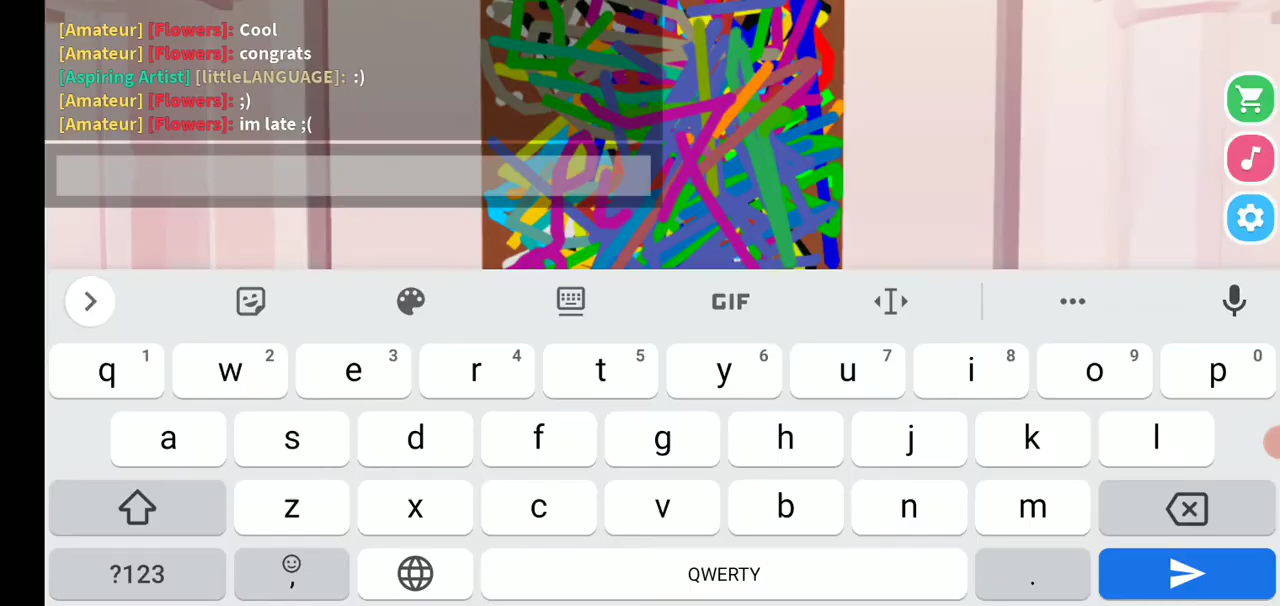 [Amateur] [Flowers]: Cool
[Amateur] [Flowers]: congrats
[Aspiring Artist] [littleLANGUAGE]: :)
[Amateur] [Flowers]: ;)
[Amateur] [Flowers]: im late ;(
GIF
q 1 w 2 e 3 r 4 t 5 y 6 u 7 i 8 o 9 p 0
a s d f g h j k l
z x c v b n m
?123 , QWERTY .